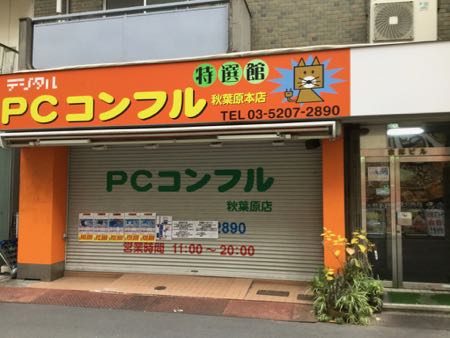 デジタル
特選館
PCコンフル
秋葉原本店
TEL 03-5207-2890
PCコンフル
秋葉原店
2890
営業時間 11:00～20:00